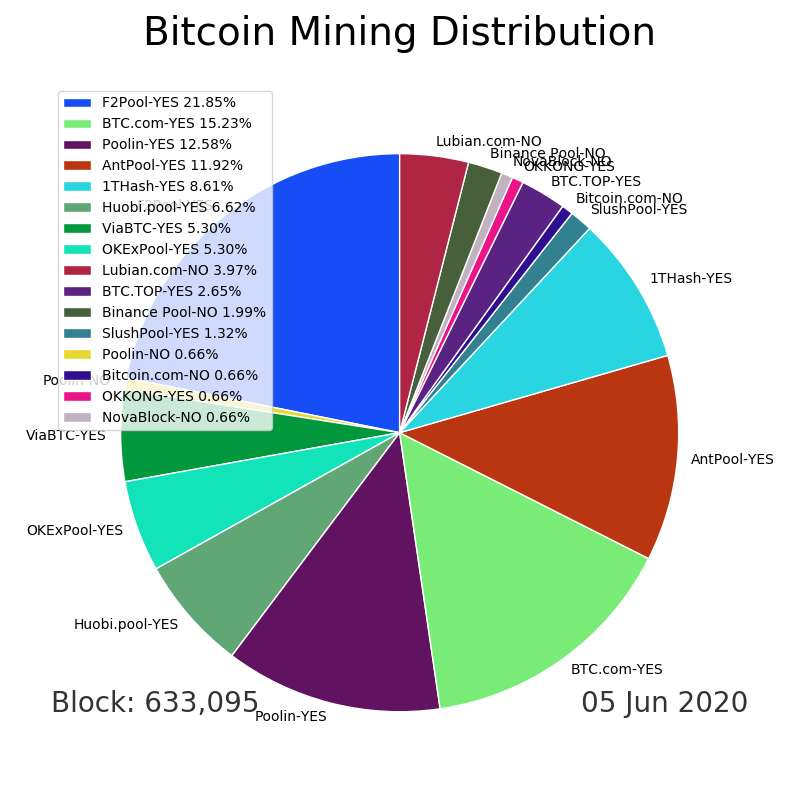 Bitcoin Mining Distribution
F2Pool-YES 21.85%
BTC.com-YES 15.23%
Poolin-YES 12.58%
AntPool-YES 11.92%
1THash-YES 8.61%
Huobi.pool-YES 6.62%
ViaBTC-YES 5.30%
OKExPool-YES 5.30%
Lubian.com-NO 3.97%
BTC.TOP-YES 2.65%
Binance Pool-NO 1.99%
SlushPool-YES 1.32%
Poolin-NO 0.66%
Bitcoin.com-NO 0.66%
OKKONG-YES 0.66%
NovaBlock-NO 0.66%
Lubian.com-NO
Binance Pool-NO
NovaBlock-NO
OKKONG-YES
BTC.TOP-YES
Bitcoin.com-NO
SlushPool-YES
1THash-YES
AntPool-YES
BTC.com-YES
Poolin-YES
Huobi.pool-YES
OKExPool-YES
ViaBTC-YES
Poolin-NO
Block: 633,095
05 Jun 2020